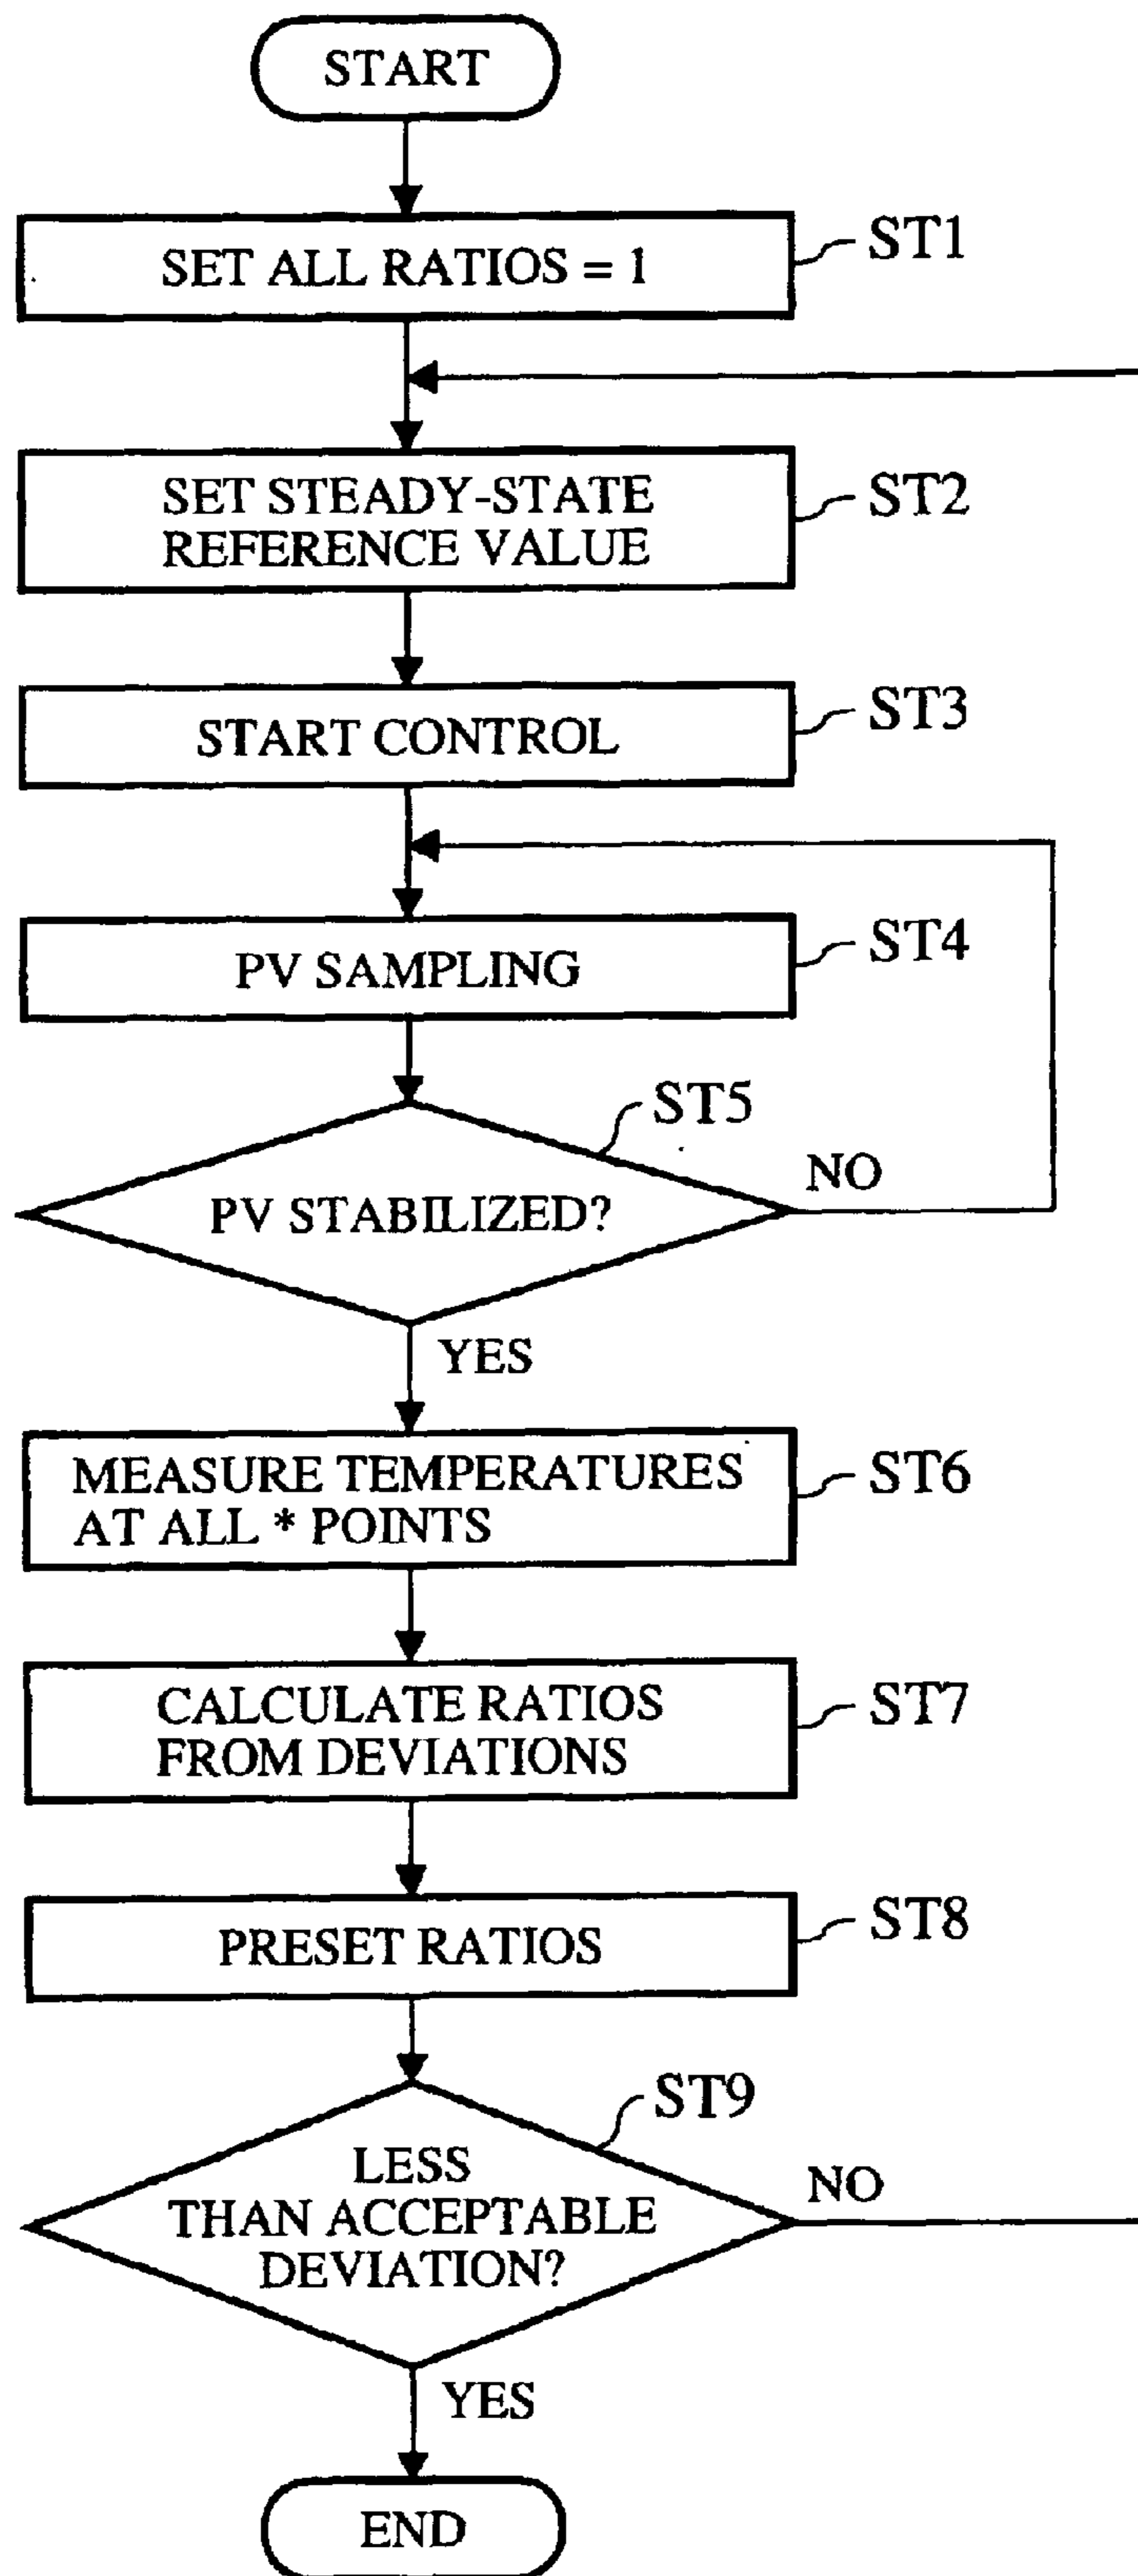 START
SET ALL RATIOS = 1
ST1
SET STEADY-STATE
REFERENCE VALUE
ST2
START CONTROL
ST3
PV SAMPLING
ST4
ST5
PV STABILIZED?
NO
YES
MEASURE TEMPERATURES
AT ALL * POINTS
ST6
CALCULATE RATIOS
FROM DEVIATIONS
ST7
PRESET RATIOS
ST8
ST9
LESS
THAN ACCEPTABLE
DEVIATION?
NO
YES
END